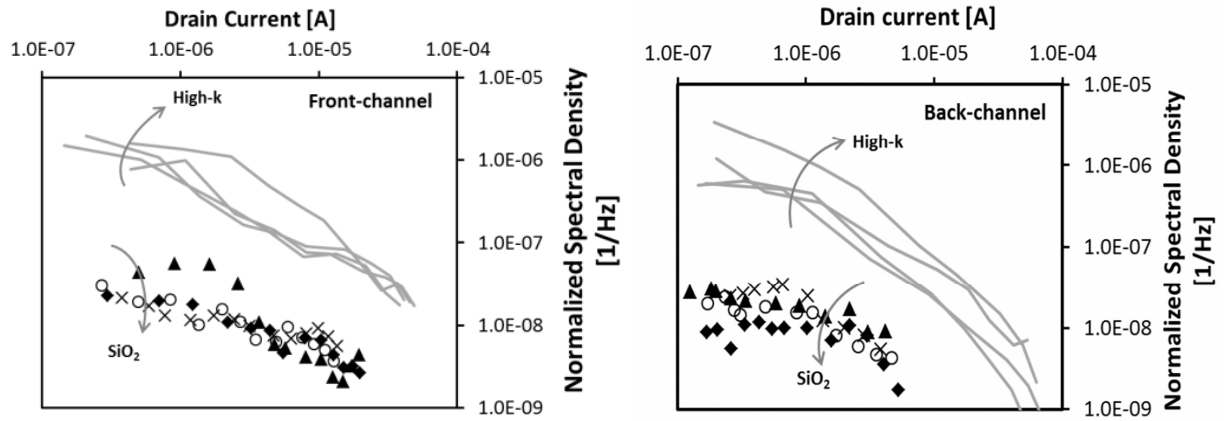 Drain Current [A]
1.0E-07 1.0E-06 1.0E-05 1.0E-04
1.0E-05
1.0E-06
1.0E-07
1.0E-08
1.0E-09
Normalized Spectral Density
[1/Hz]
Front-channel
High-k
SiO₂
Drain current [A]
1.0E-07 1.0E-06 1.0E-05 1.0E-04
1.0E-05
1.0E-06
1.0E-07
1.0E-08
1.0E-09
Normalized Spectral Density
[1/Hz]
Back-channel
High-k
SiO₂